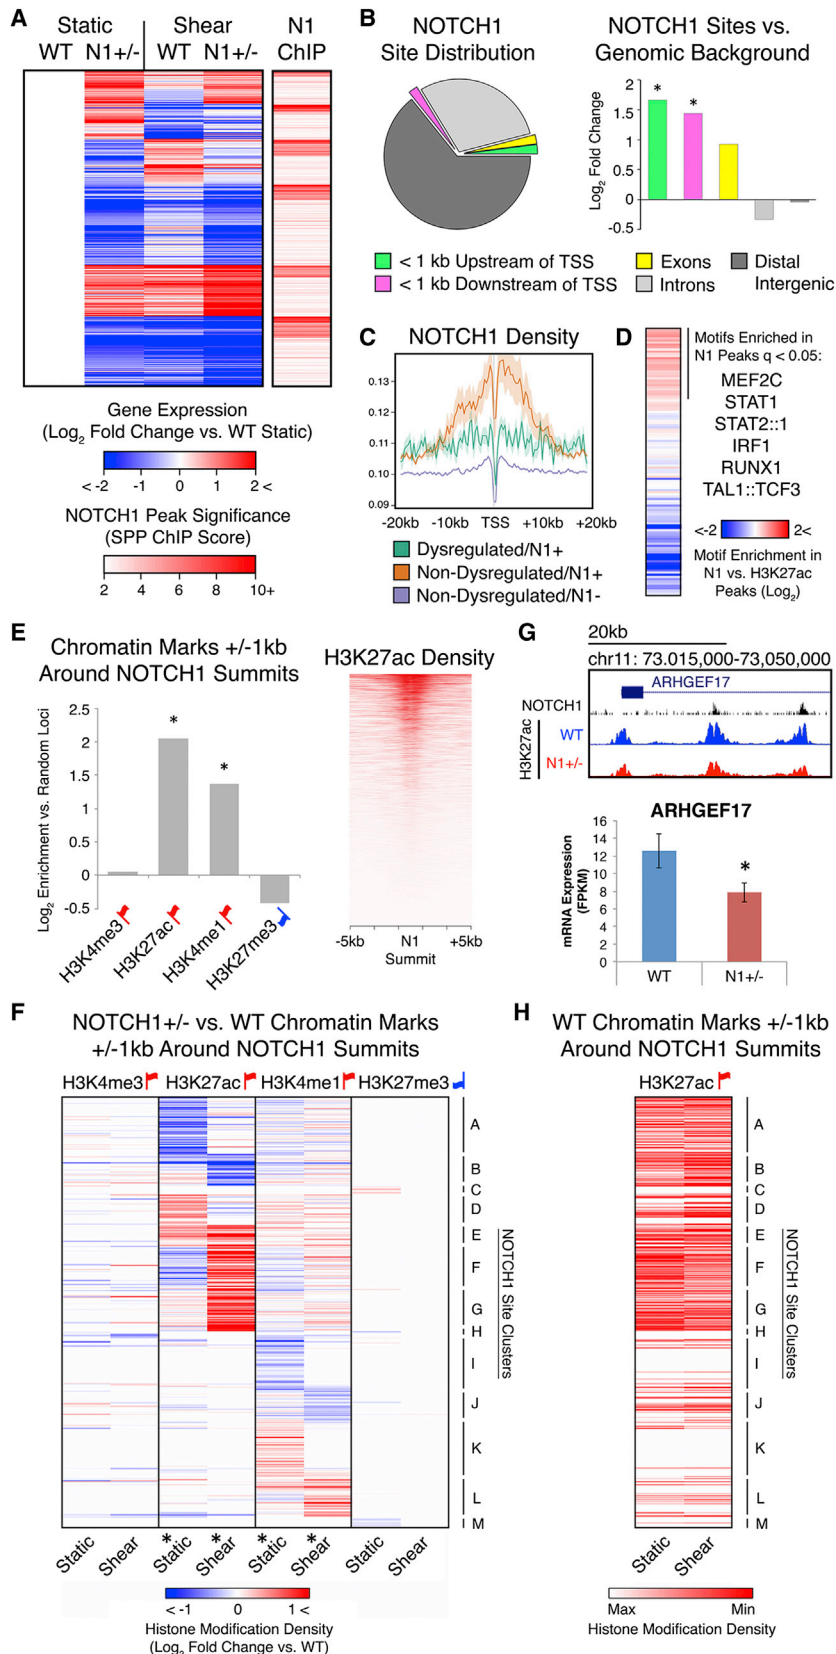 A
Static
Shear
N1
WT N1+/-
WT N1+/-
ChIP
Gene Expression
(Log2 Fold Change vs. WT Static)
< -2 -1 0 1 2 <
NOTCH1 Peak Significance
(SPP ChIP Score)
2 4 6 8 10+
B
NOTCH1
Site Distribution
NOTCH1 Sites vs.
Genomic Background
Log2 Fold Change
2
1.5
1
0.5
0
-0.5
* *
< 1 kb Upstream of TSS
< 1 kb Downstream of TSS
Exons
Introns
Distal
Intergenic
C
NOTCH1 Density
0.13
0.12
0.11
0.10
0.09
-20kb -10kb TSS +10kb +20kb
Dysregulated/N1+
Non-Dysregulated/N1+
Non-Dysregulated/N1-
D
Motifs Enriched in
N1 Peaks q < 0.05:
MEF2C
STAT1
STAT2::1
IRF1
RUNX1
TAL1::TCF3
<-2 2<
Motif Enrichment in
N1 vs. H3K27ac
Peaks (Log2)
E
Chromatin Marks +/-1kb
Around NOTCH1 Summits
Log2 Enrichment vs. Random Loci
2.5
2
1.5
1
0.5
0
-0.5
* *
H3K4me3
H3K27ac
H3K4me1
H3K27me3
H3K27ac Density
-5kb N1 +5kb
Summit
G
20kb
chr11: 73.015,000-73,050,000
ARHGEF17
NOTCH1
H3K27ac
WT
N1+/-
ARHGEF17
mRNA Expression
(FPKM)
16
14
12
10
8
6
4
2
0
*
WT N1+/-
F
NOTCH1+/- vs. WT Chromatin Marks
+/-1kb Around NOTCH1 Summits
H3K4me3 H3K27ac H3K4me1 H3K27me3
A
B
C
D
E
F
G
H
I
J
K
L
M
NOTCH1 Site Clusters
Static Shear *Static *Shear *Static *Shear Static Shear
< -1 0 1 <
Histone Modification Density
(Log2 Fold Change vs. WT)
H
WT Chromatin Marks +/-1kb
Around NOTCH1 Summits
H3K27ac
A
B
C
D
E
F
G
H
I
J
K
L
M
NOTCH1 Site Clusters
Static Shear
Max Min
Histone Modification Density